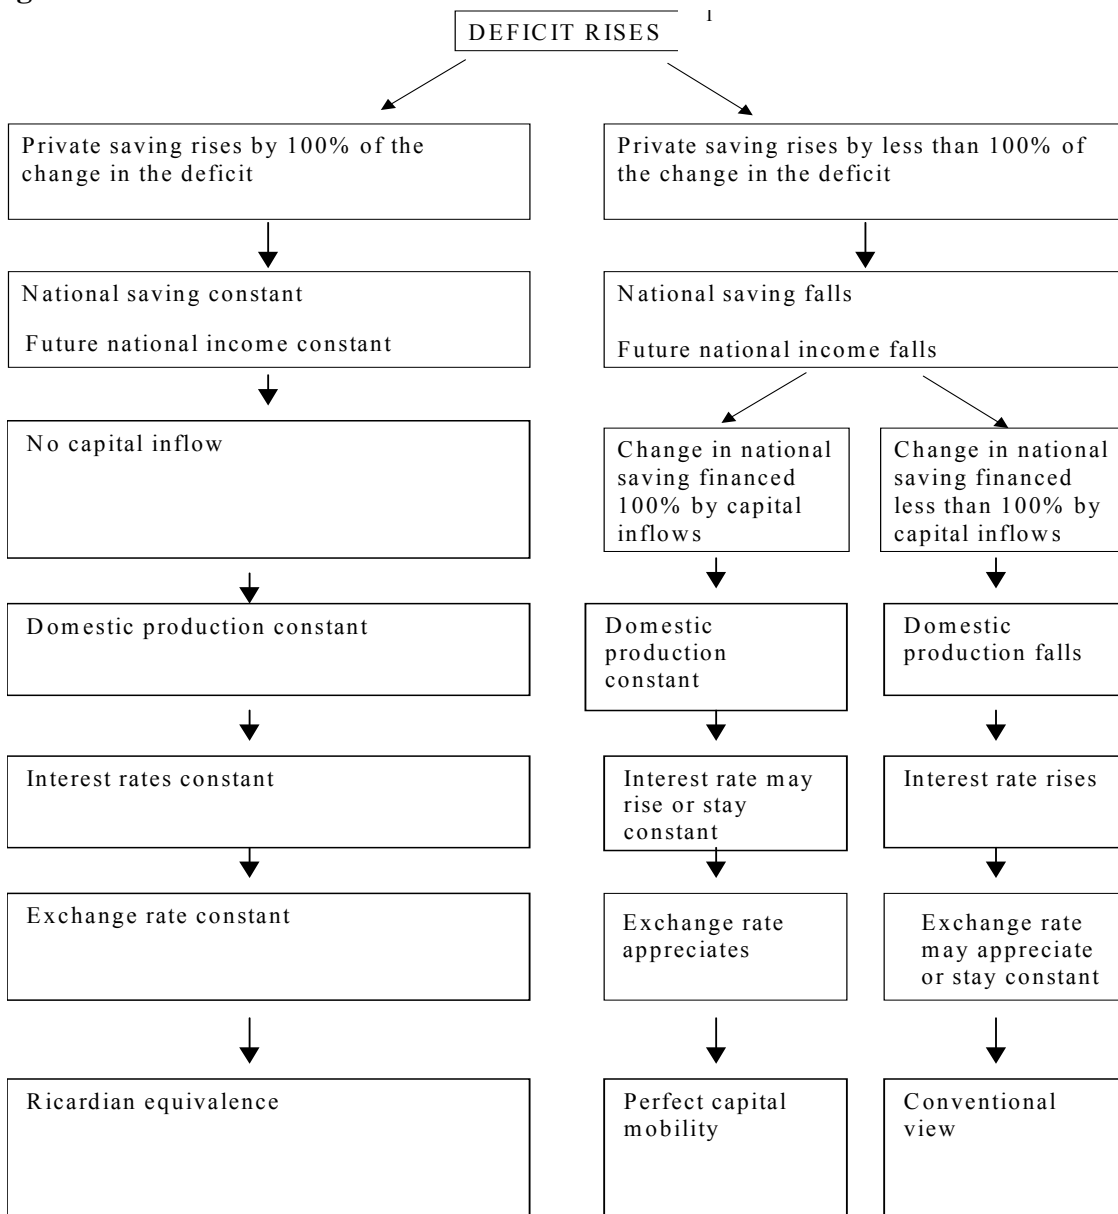 DEFICIT RISES
Private saving rises by 100% of the
change in the deficit
Private saving rises by less than 100% of
the change in the deficit
National saving constant
Future national income constant
National saving falls
Future national income falls
No capital inflow
Change in national
saving financed
100% by capital
inflows
Change in national
saving financed
less than 100% by
capital inflows
Domestic production constant
Domestic
production
constant
Domestic
production falls
Interest rates constant
Interest rate may
rise or stay
constant
Interest rate rises
Exchange rate constant
Exchange rate
appreciates
Exchange rate
may appreciate
or stay constant
Ricardian equivalence
Perfect capital
mobility
Conventional
view